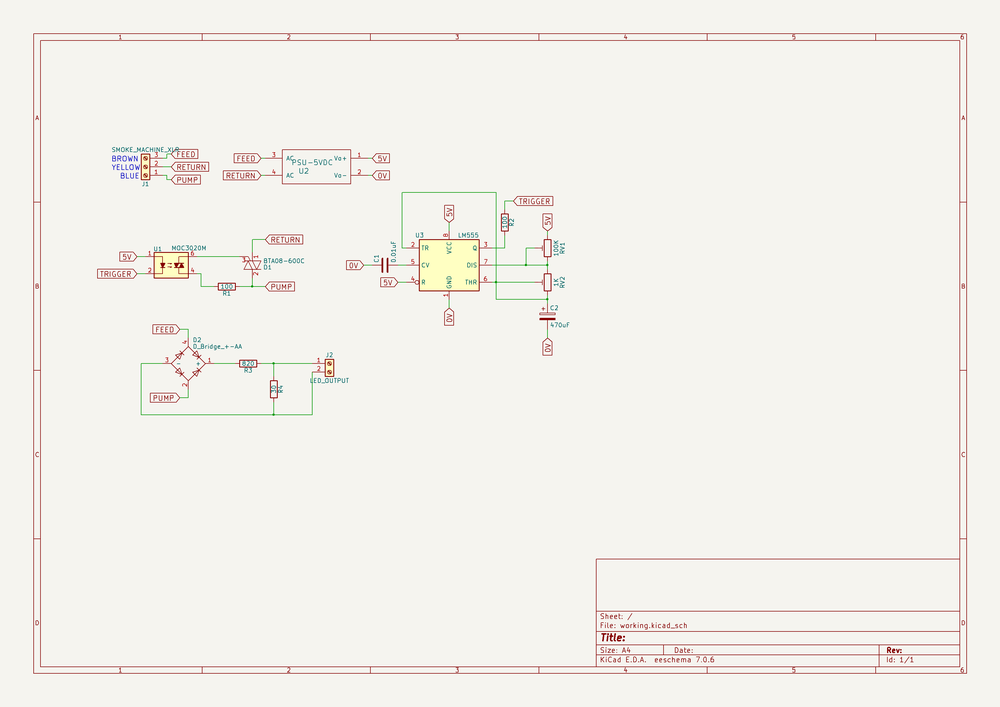 1 2 3 4 5 6
A
B
C
D
A
B
C
D
1 2 3 4 5 6
SMOKE_MACHINE_XLR
BROWN 3 FEED
YELLOW 2 RETURN
BLUE 1 PUMP
J1
FEED 3 AC Vo+ 1 5V
PSU-5VDC
U2
RETURN 4 AC Vo- 2 0V
U1 MOC3020M
5V 1 6
TRIGGER 2 4
100
R1
RETURN
3 1
BTA08-600C
D1
2
PUMP
TRIGGER
100
R2
5V
U3 LM555
8
VCC
2 TR Q 3
0V
C1
0.01uF
5 CV DIS 7
5V 4 R THR 6
GND
1
0V
5V
100K
RV1
1K
RV2
C2
+
470uF
0V
FEED
D2
D_Bridge_+-AA
4
3 - + 1
2
PUMP
820
R3
30
R4
J2
1
2
LED_OUTPUT
Sheet: /
File: working.kicad_sch
Title:
Size: A4 Date: Rev:
KiCad E.D.A. eeschema 7.0.6 Id: 1/1